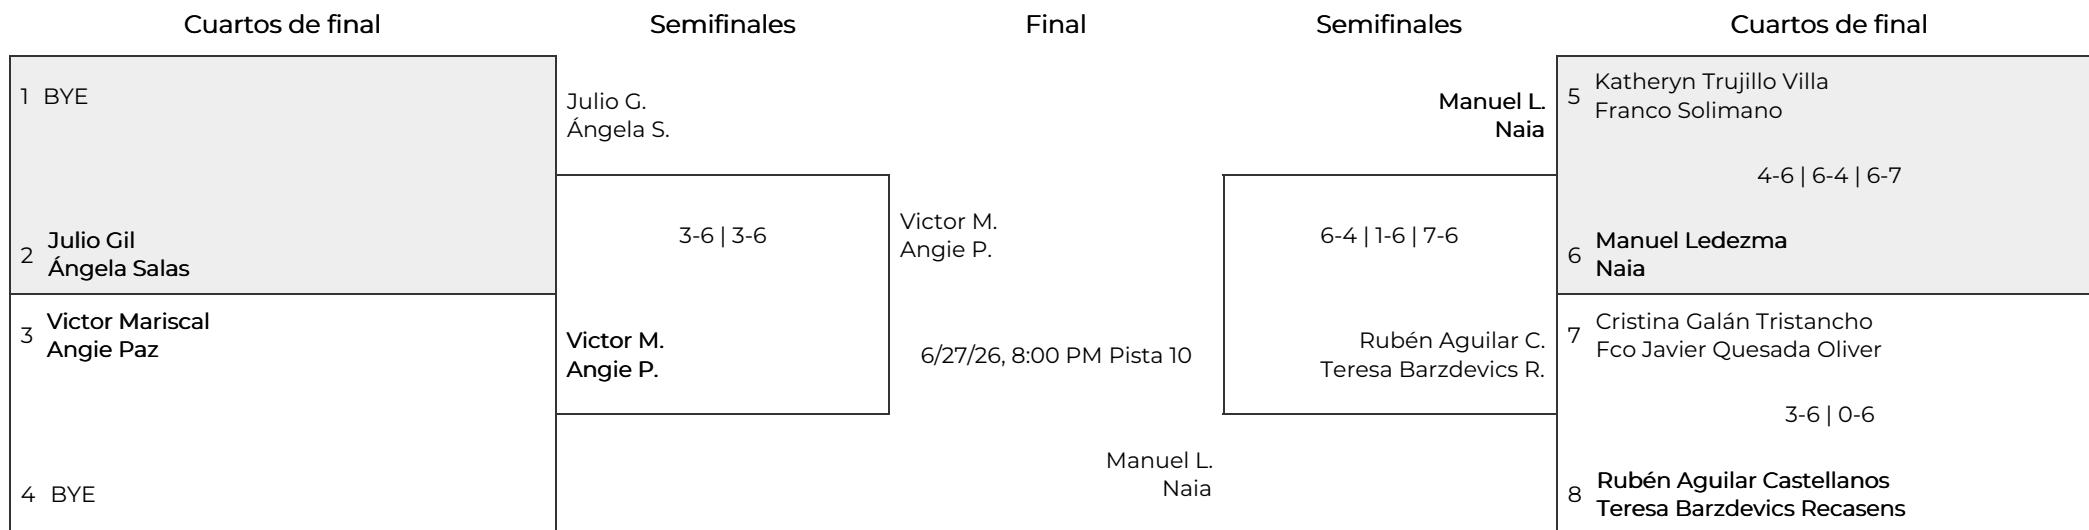 Cuartos de final
Semifinales
Final
Semifinales
Cuartos de final
1 BYE
2 Julio Gil
Ángela Salas
3 Victor Mariscal
Angie Paz
4 BYE
Julio G.
Ángela S.
3-6 | 3-6
Victor M.
Angie P.
Victor M.
Angie P.
6/27/26, 8:00 PM Pista 10
Manuel L.
Naia
Manuel L.
Naia
6-4 | 1-6 | 7-6
Rubén Aguilar C.
Teresa Barzdevics R.
5 Katheryn Trujillo Villa
Franco Solimano
4-6 | 6-4 | 6-7
6 Manuel Ledezma
Naia
7 Cristina Galán Tristancho
Fco Javier Quesada Oliver
3-6 | 0-6
8 Rubén Aguilar Castellanos
Teresa Barzdevics Recasens